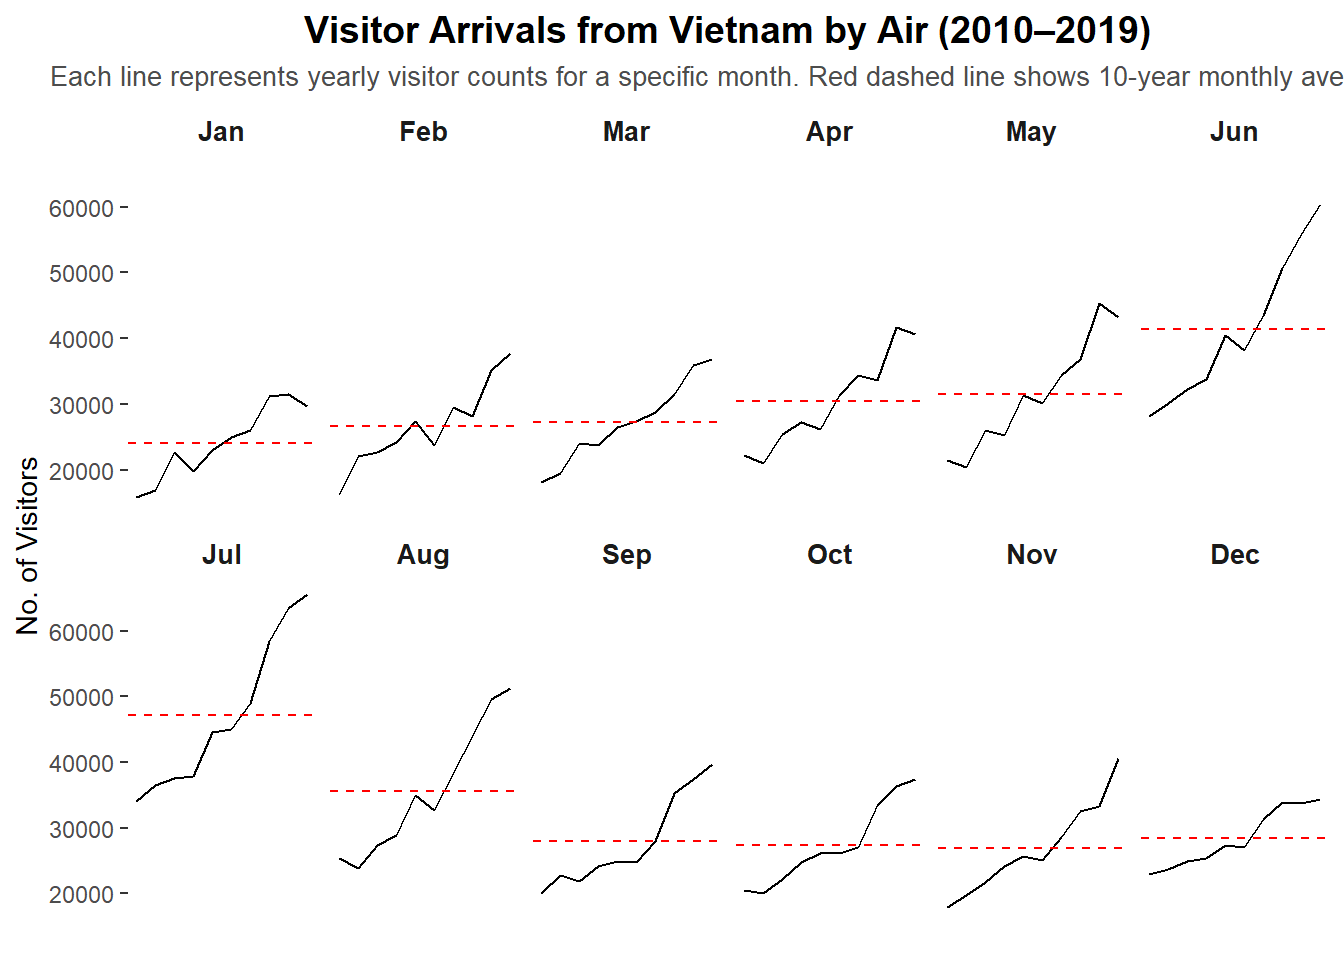 Visitor Arrivals from Vietnam by Air (2010–2019)
Each line represents yearly visitor counts for a specific month. Red dashed line shows 10-year monthly ave
Jan Feb Mar Apr May Jun
60000
50000
40000
30000
20000
No. of Visitors
Jul Aug Sep Oct Nov Dec
60000
50000
40000
30000
20000